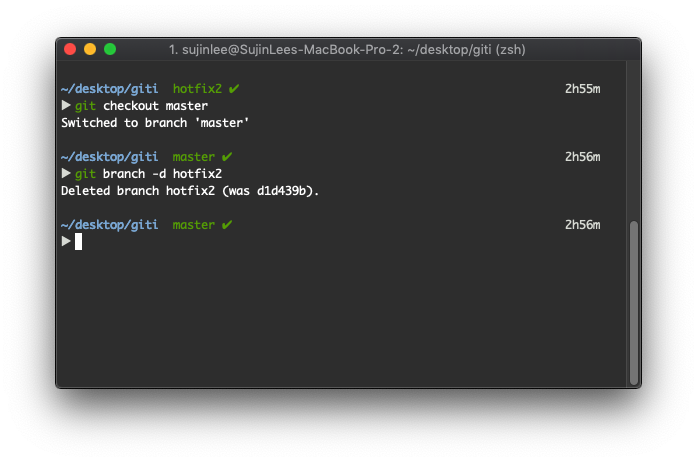 1. sujinlee@SujinLees-MacBook-Pro-2: ~/desktop/giti (zsh)
~/desktop/giti hotfix2 ✔ 2h55m
▶ git checkout master
Switched to branch 'master'
~/desktop/giti master ✔ 2h56m
▶ git branch -d hotfix2
Deleted branch hotfix2 (was d1d439b).
~/desktop/giti master ✔ 2h56m
▶